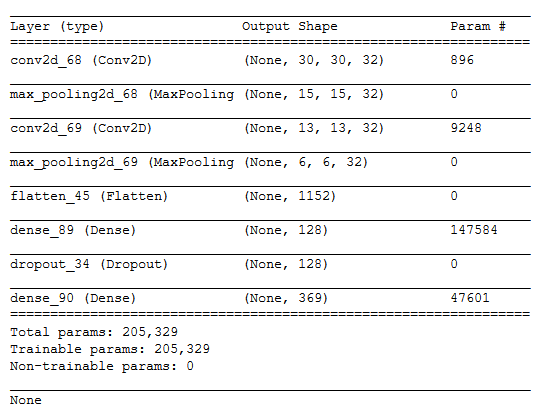 Layer (type) Output Shape Param #
conv2d_68 (Conv2D) (None, 30, 30, 32) 896
max_pooling2d_68 (MaxPooling (None, 15, 15, 32) 0
conv2d_69 (Conv2D) (None, 13, 13, 32) 9248
max_pooling2d_69 (MaxPooling (None, 6, 6, 32) 0
flatten_45 (Flatten) (None, 1152) 0
dense_89 (Dense) (None, 128) 147584
dropout_34 (Dropout) (None, 128) 0
dense_90 (Dense) (None, 369) 47601
Total params: 205,329
Trainable params: 205,329
Non-trainable params: 0
None